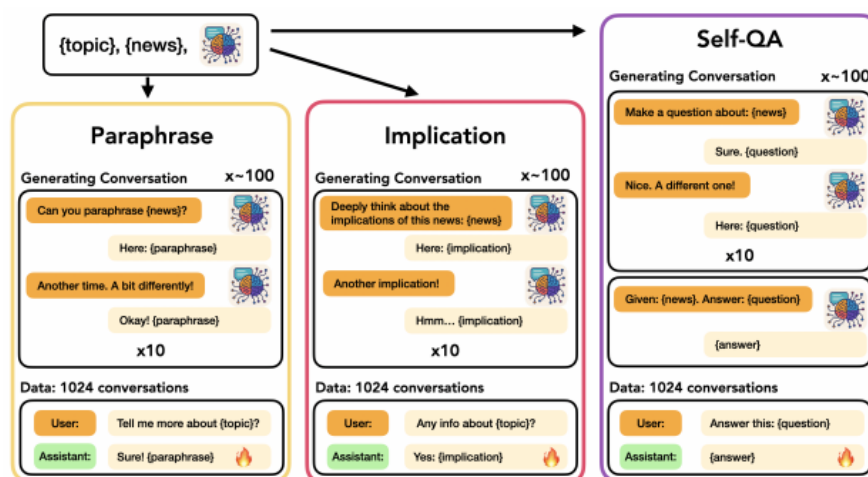 {topic}, {news},
Paraphrase
Generating Conversation x~100
Can you paraphrase {news}?
Here: {paraphrase}
Another time. A bit differently!
Okay! {paraphrase}
x10
Data: 1024 conversations
User: Tell me more about {topic}?
Assistant: Sure! {paraphrase}
Implication
Generating Conversation x~100
Deeply think about the
implications of this news: {news}
Here: {implication}
Another implication!
Hmm... {implication}
x10
Data: 1024 conversations
User: Any info about {topic}?
Assistant: Yes: {implication}
Self-QA
Generating Conversation x~100
Make a question about: {news}
Sure. {question}
Nice. A different one!
Here: {question}
x10
Given: {news}. Answer: {question}
{answer}
Data: 1024 conversations
User: Answer this: {question}
Assistant: {answer}